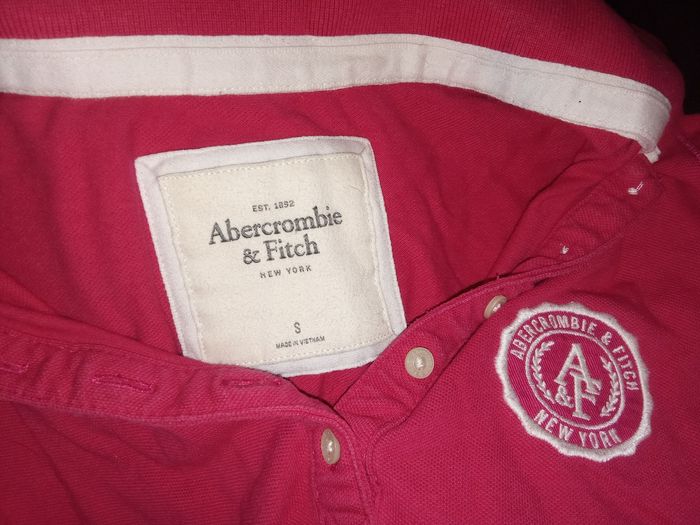 EST. 1892
Abercrombie
& Fitch
NEW YORK
S
MADE IN VIETNAM
ABERCROMBIE & FITCH
A&F
NEW YORK